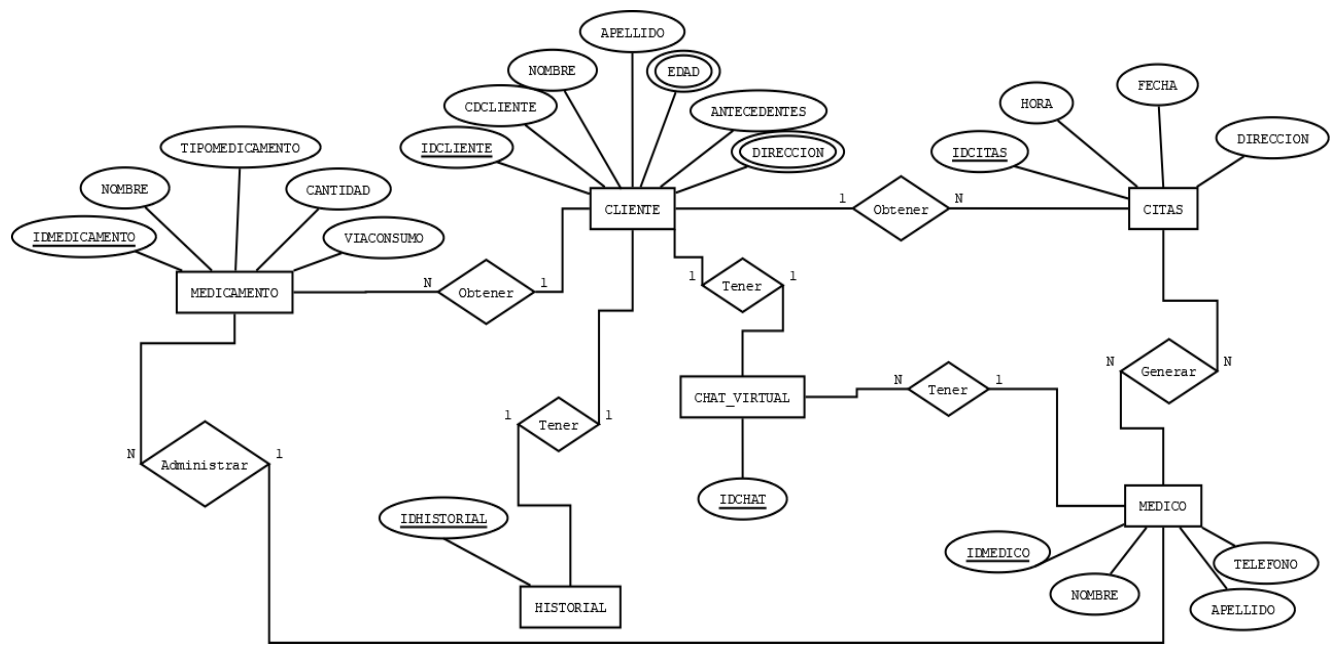 APELLIDO
NOMBRE
EDAD
CDCLIENTE
ANTECEDENTES
IDCLIENTE
DIRECCION
CLIENTE
HORA
FECHA
IDCITAS
DIRECCION
CITAS
1
Obtener
N
TIPOMEDICAMENTO
NOMBRE
CANTIDAD
IDMEDICAMENTO
VIACONSUMO
MEDICAMENTO
N
Obtener
1
1
Tener
1
N
Generar
N
CHAT_VIRTUAL
N
Tener
1
1
Tener
1
N
Administrar
1
IDCHAT
IDHISTORIAL
HISTORIAL
MEDICO
IDMEDICO
NOMBRE
TELEFONO
APELLIDO